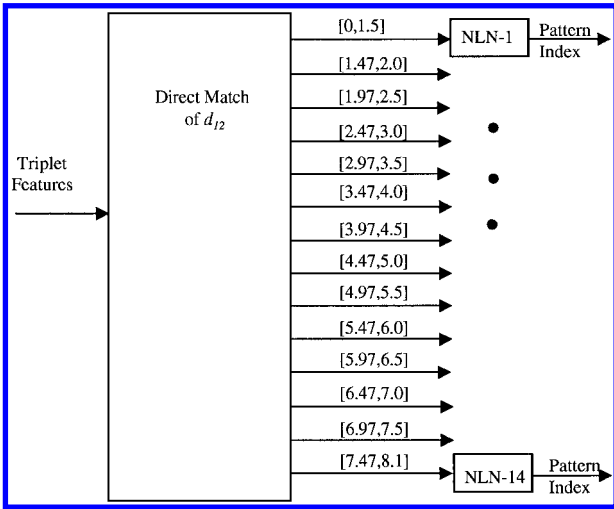 [0,1.5]
NLN-1
Pattern
Index
[1.47,2.0]
Direct Match
of d12
[1.97,2.5]
[2.47,3.0]
[2.97,3.5]
Triplet
Features
[3.47,4.0]
[3.97,4.5]
[4.47,5.0]
[4.97,5.5]
[5.47,6.0]
[5.97,6.5]
[6.47,7.0]
[6.97,7.5]
[7.47,8.1]
NLN-14
Pattern
Index